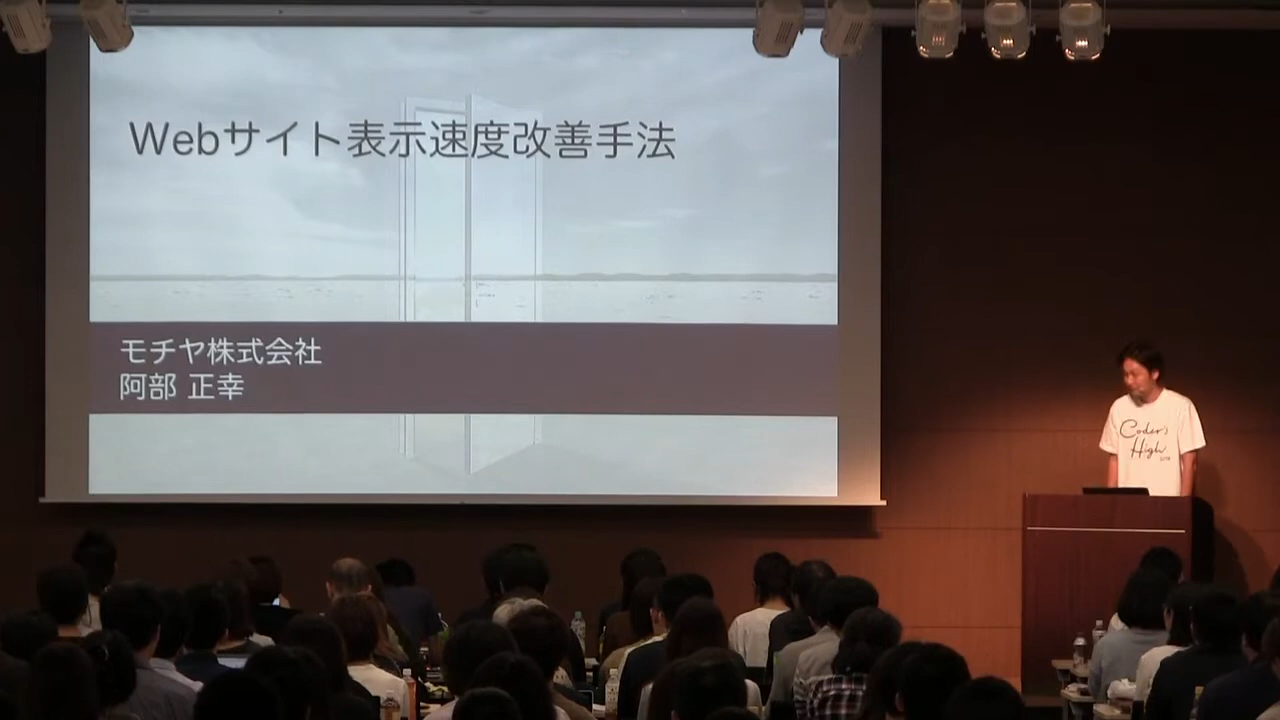 Webサイト表示速度改善手法
モチヤ株式会社
阿部 正幸
Coder's
High